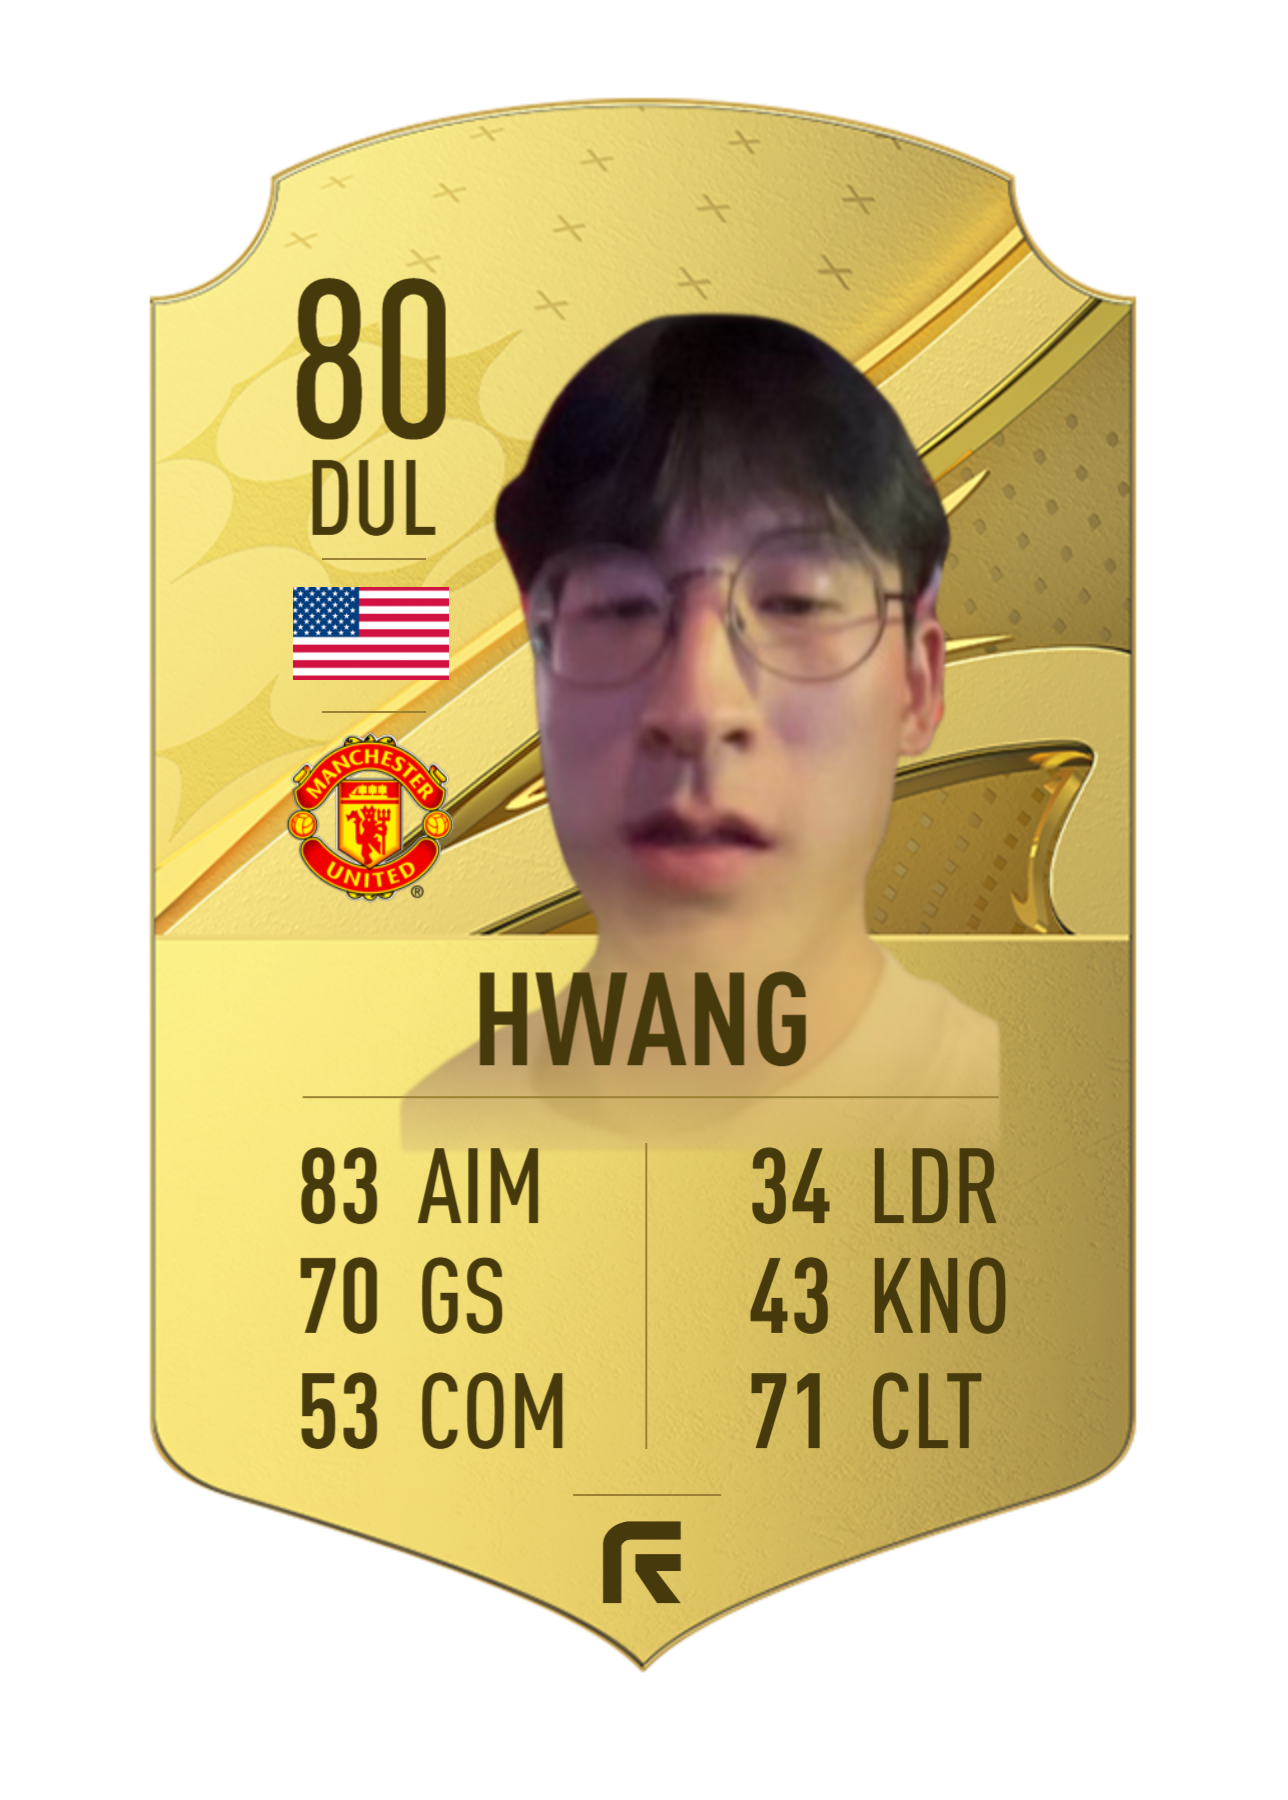 80
DUL
MANCHESTER
UNITED
®
HWANG
83 AIM
70 GS
53 COM
34 LDR
43 KNO
71 CLT